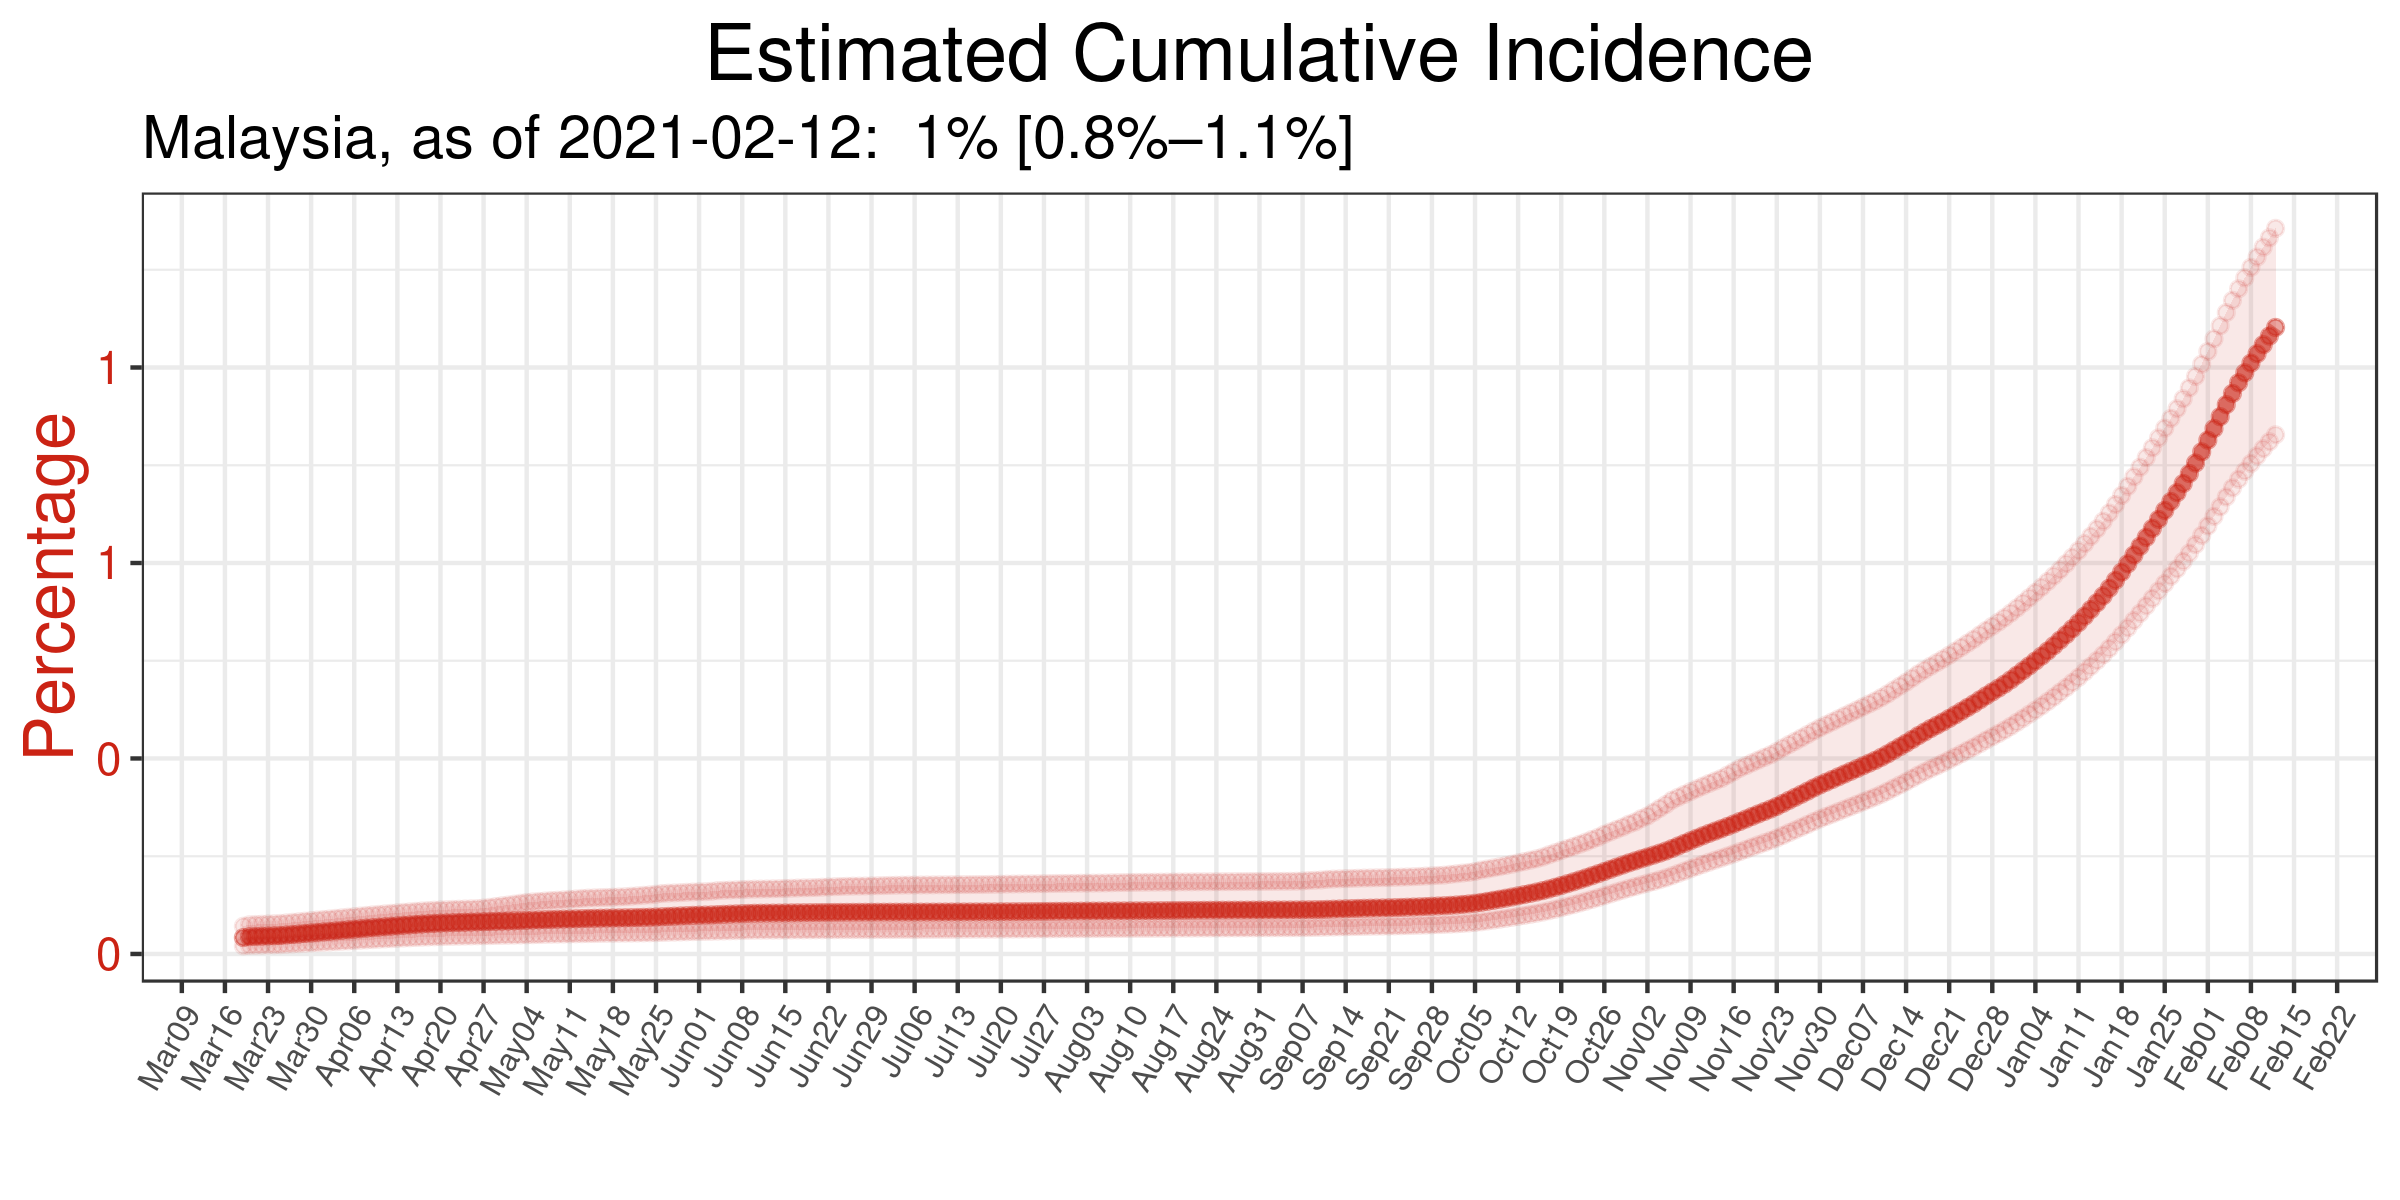 Estimated Cumulative Incidence
Malaysia, as of 2021-02-12:  1% [0.8%–1.1%]
Percentage
1
1
0
0
Mar09
Mar16
Mar23
Mar30
Apr06
Apr13
Apr20
Apr27
May04
May11
May18
May25
Jun01
Jun08
Jun15
Jun22
Jun29
Jul06
Jul13
Jul20
Jul27
Aug03
Aug10
Aug17
Aug24
Aug31
Sep07
Sep14
Sep21
Sep28
Oct05
Oct12
Oct19
Oct26
Nov02
Nov09
Nov16
Nov23
Nov30
Dec07
Dec14
Dec21
Dec28
Jan04
Jan11
Jan18
Jan25
Feb01
Feb08
Feb15
Feb22